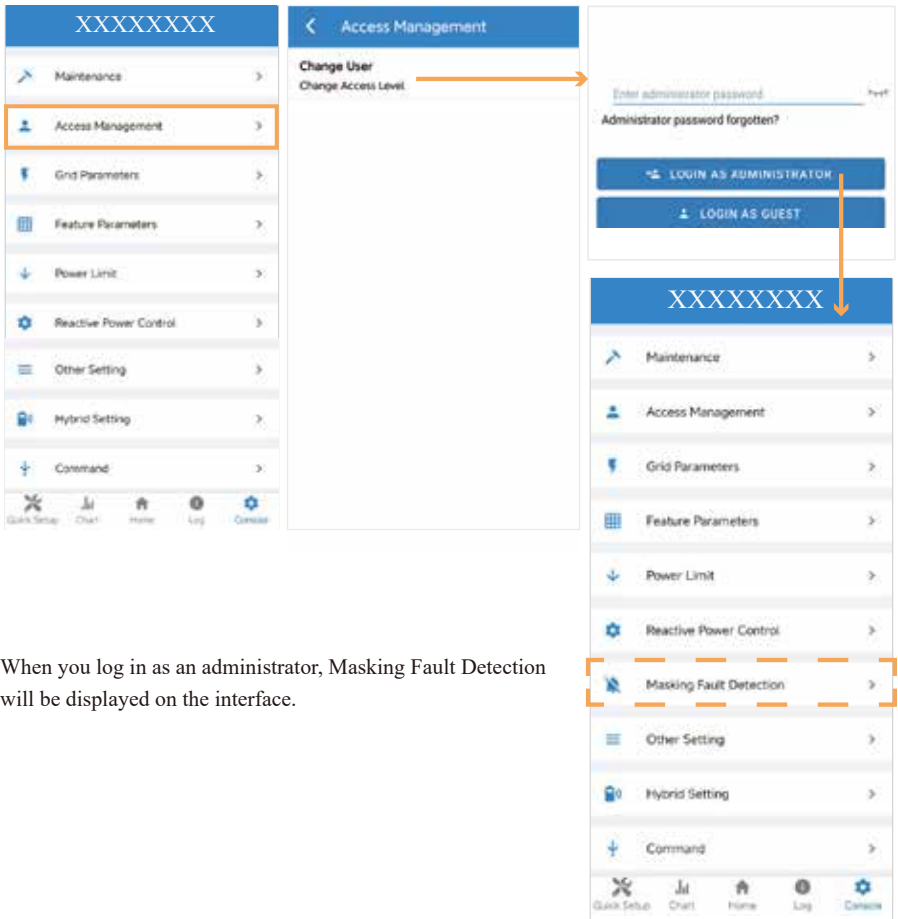 XXXXXXXX
Maintenance
Access Management
Grid Parameters
Feature Parameters
Power Limit
Reactive Power Control
Other Setting
Hybrid Setting
Command
Quick Setup
Chart
Home
Log
Console
Access Management
Change User
Change Access Level
Enter administrator password
Administrator password forgotten?
LOGIN AS ADMINISTRATOR
LOGIN AS GUEST
XXXXXXXX
Maintenance
Access Management
Grid Parameters
Feature Parameters
Power Limit
Reactive Power Control
Masking Fault Detection
Other Setting
Hybrid Setting
Command
Quick Setup
Chart
Home
Log
Console
When you log in as an administrator, Masking Fault Detection
will be displayed on the interface.